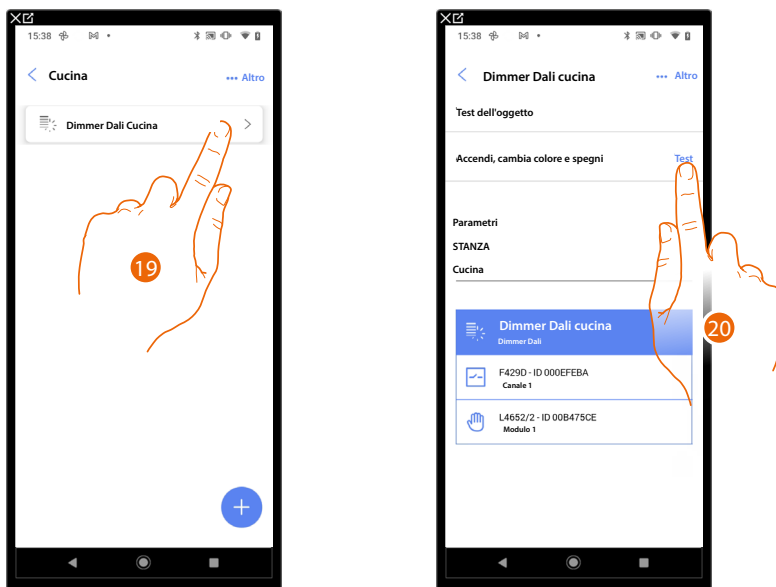 15:38
Cucina
••• Altro
Dimmer Dali Cucina
19
15:38
Dimmer Dali cucina
••• Altro
Test dell'oggetto
Accendi, cambia colore e spegni
Test
Parametri
STANZA
Cucina
Dimmer Dali cucina
Dimmer Dali
F429D - ID 000EFEBA
Canale 1
L4652/2 - ID 00B475CE
Modulo 1
20